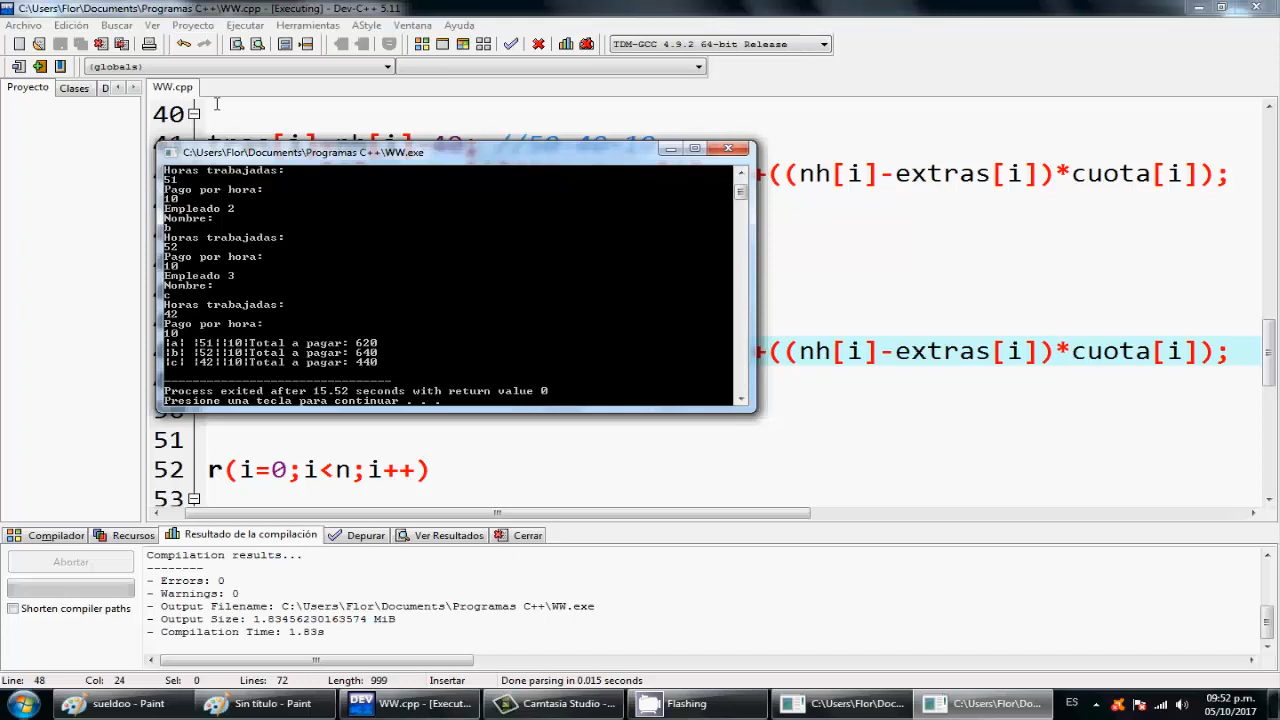 C:\Users\Flor\Documents\Programas C++\WW.cpp - [Executing] - Dev-C++ 5.11
Archivo Edición Buscar Ver Proyecto Ejecutar Herramientas AStyle Ventana Ayuda
TDM-GCC 4.9.2 64-bit Release
(globals)
Proyecto Clases D
WW.cpp
40
+((nh[i]-extras[i])*cuota[i]);
C:\Users\Flor\Documents\Programas C++\WW.exe
Horas trabajadas:
51
Pago por hora:
10
Empleado 2
Nombre:
b
Horas trabajadas:
52
Pago por hora:
10
Empleado 3
Nombre:
c
Horas trabajadas:
42
Pago por hora:
10
|a| |51||10|Total a pagar: 620
|b| |52||10|Total a pagar: 640
|c| |42||10|Total a pagar: 440
--------------------------------
Process exited after 15.52 seconds with return value 0
Presione una tecla para continuar . . .
+((nh[i]-extras[i])*cuota[i]);
51
52 r(i=0;i<n;i++)
53
Compilador Recursos Resultado de la compilación Depurar Ver Resultados Cerrar
Abortar
Shorten compiler paths
Compilation results...
--------
- Errors: 0
- Warnings: 0
- Output Filename: C:\Users\Flor\Documents\Programas C++\WW.exe
- Output Size: 1.83456230163574 MiB
- Compilation Time: 1.83s
Line: 48 Col: 24 Sel: 0 Lines: 72 Length: 999 Insertar Done parsing in 0.015 seconds
sueldoo - Paint
Sin título - Paint
DEV
WW.cpp - [Execut...
Camtasia Studio -...
Flashing
C:\Users\Flor\Do...
C:\Users\Flor\Do...
ES
09:52 p.m.
05/10/2017